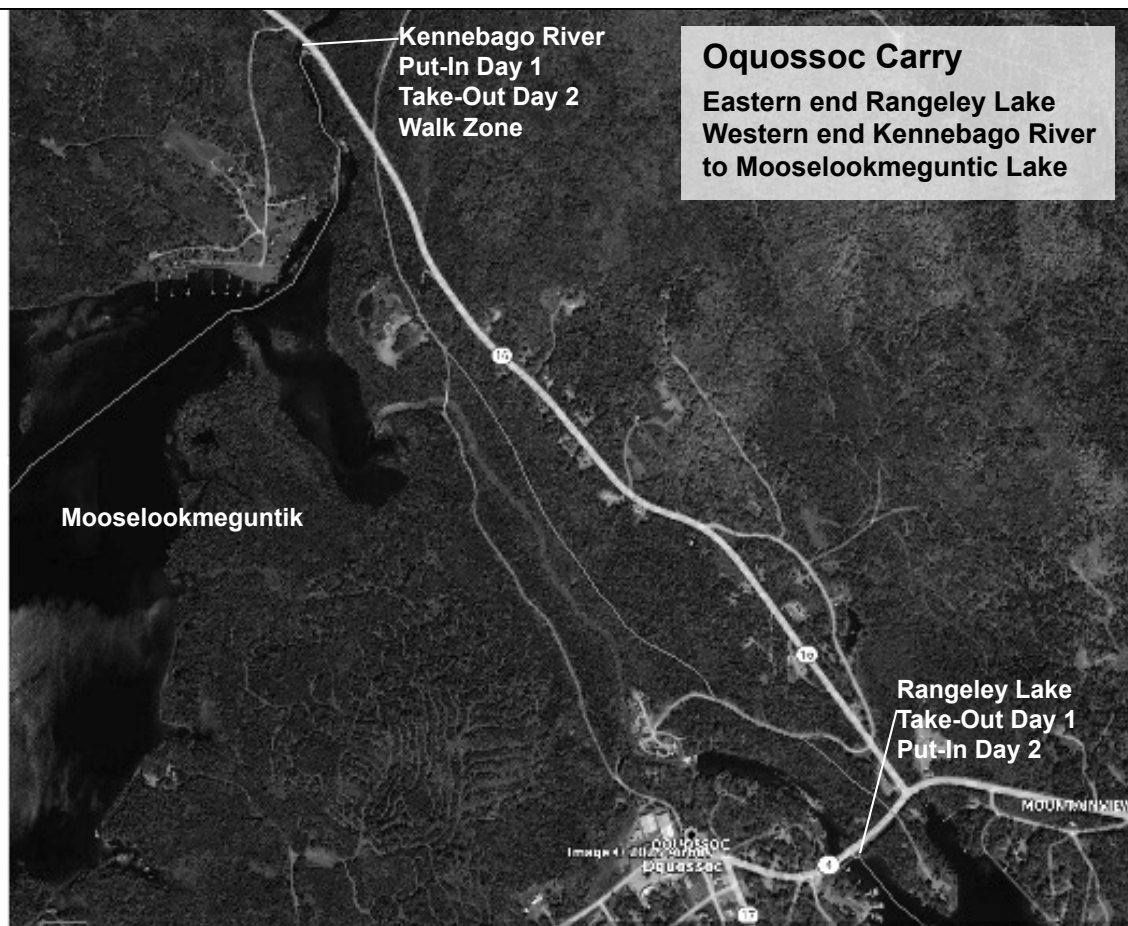 Kennebago River
Put-In Day 1
Take-Out Day 2
Walk Zone
Oquossoc Carry
Eastern end Rangeley Lake
Western end Kennebago River
to Mooselookmeguntic Lake
16
Mooselookmeguntik
16
Rangeley Lake
Take-Out Day 1
Put-In Day 2
MOUNTAINVIEW
OQUOSSOC
Image ©
Oquossoc
4
17